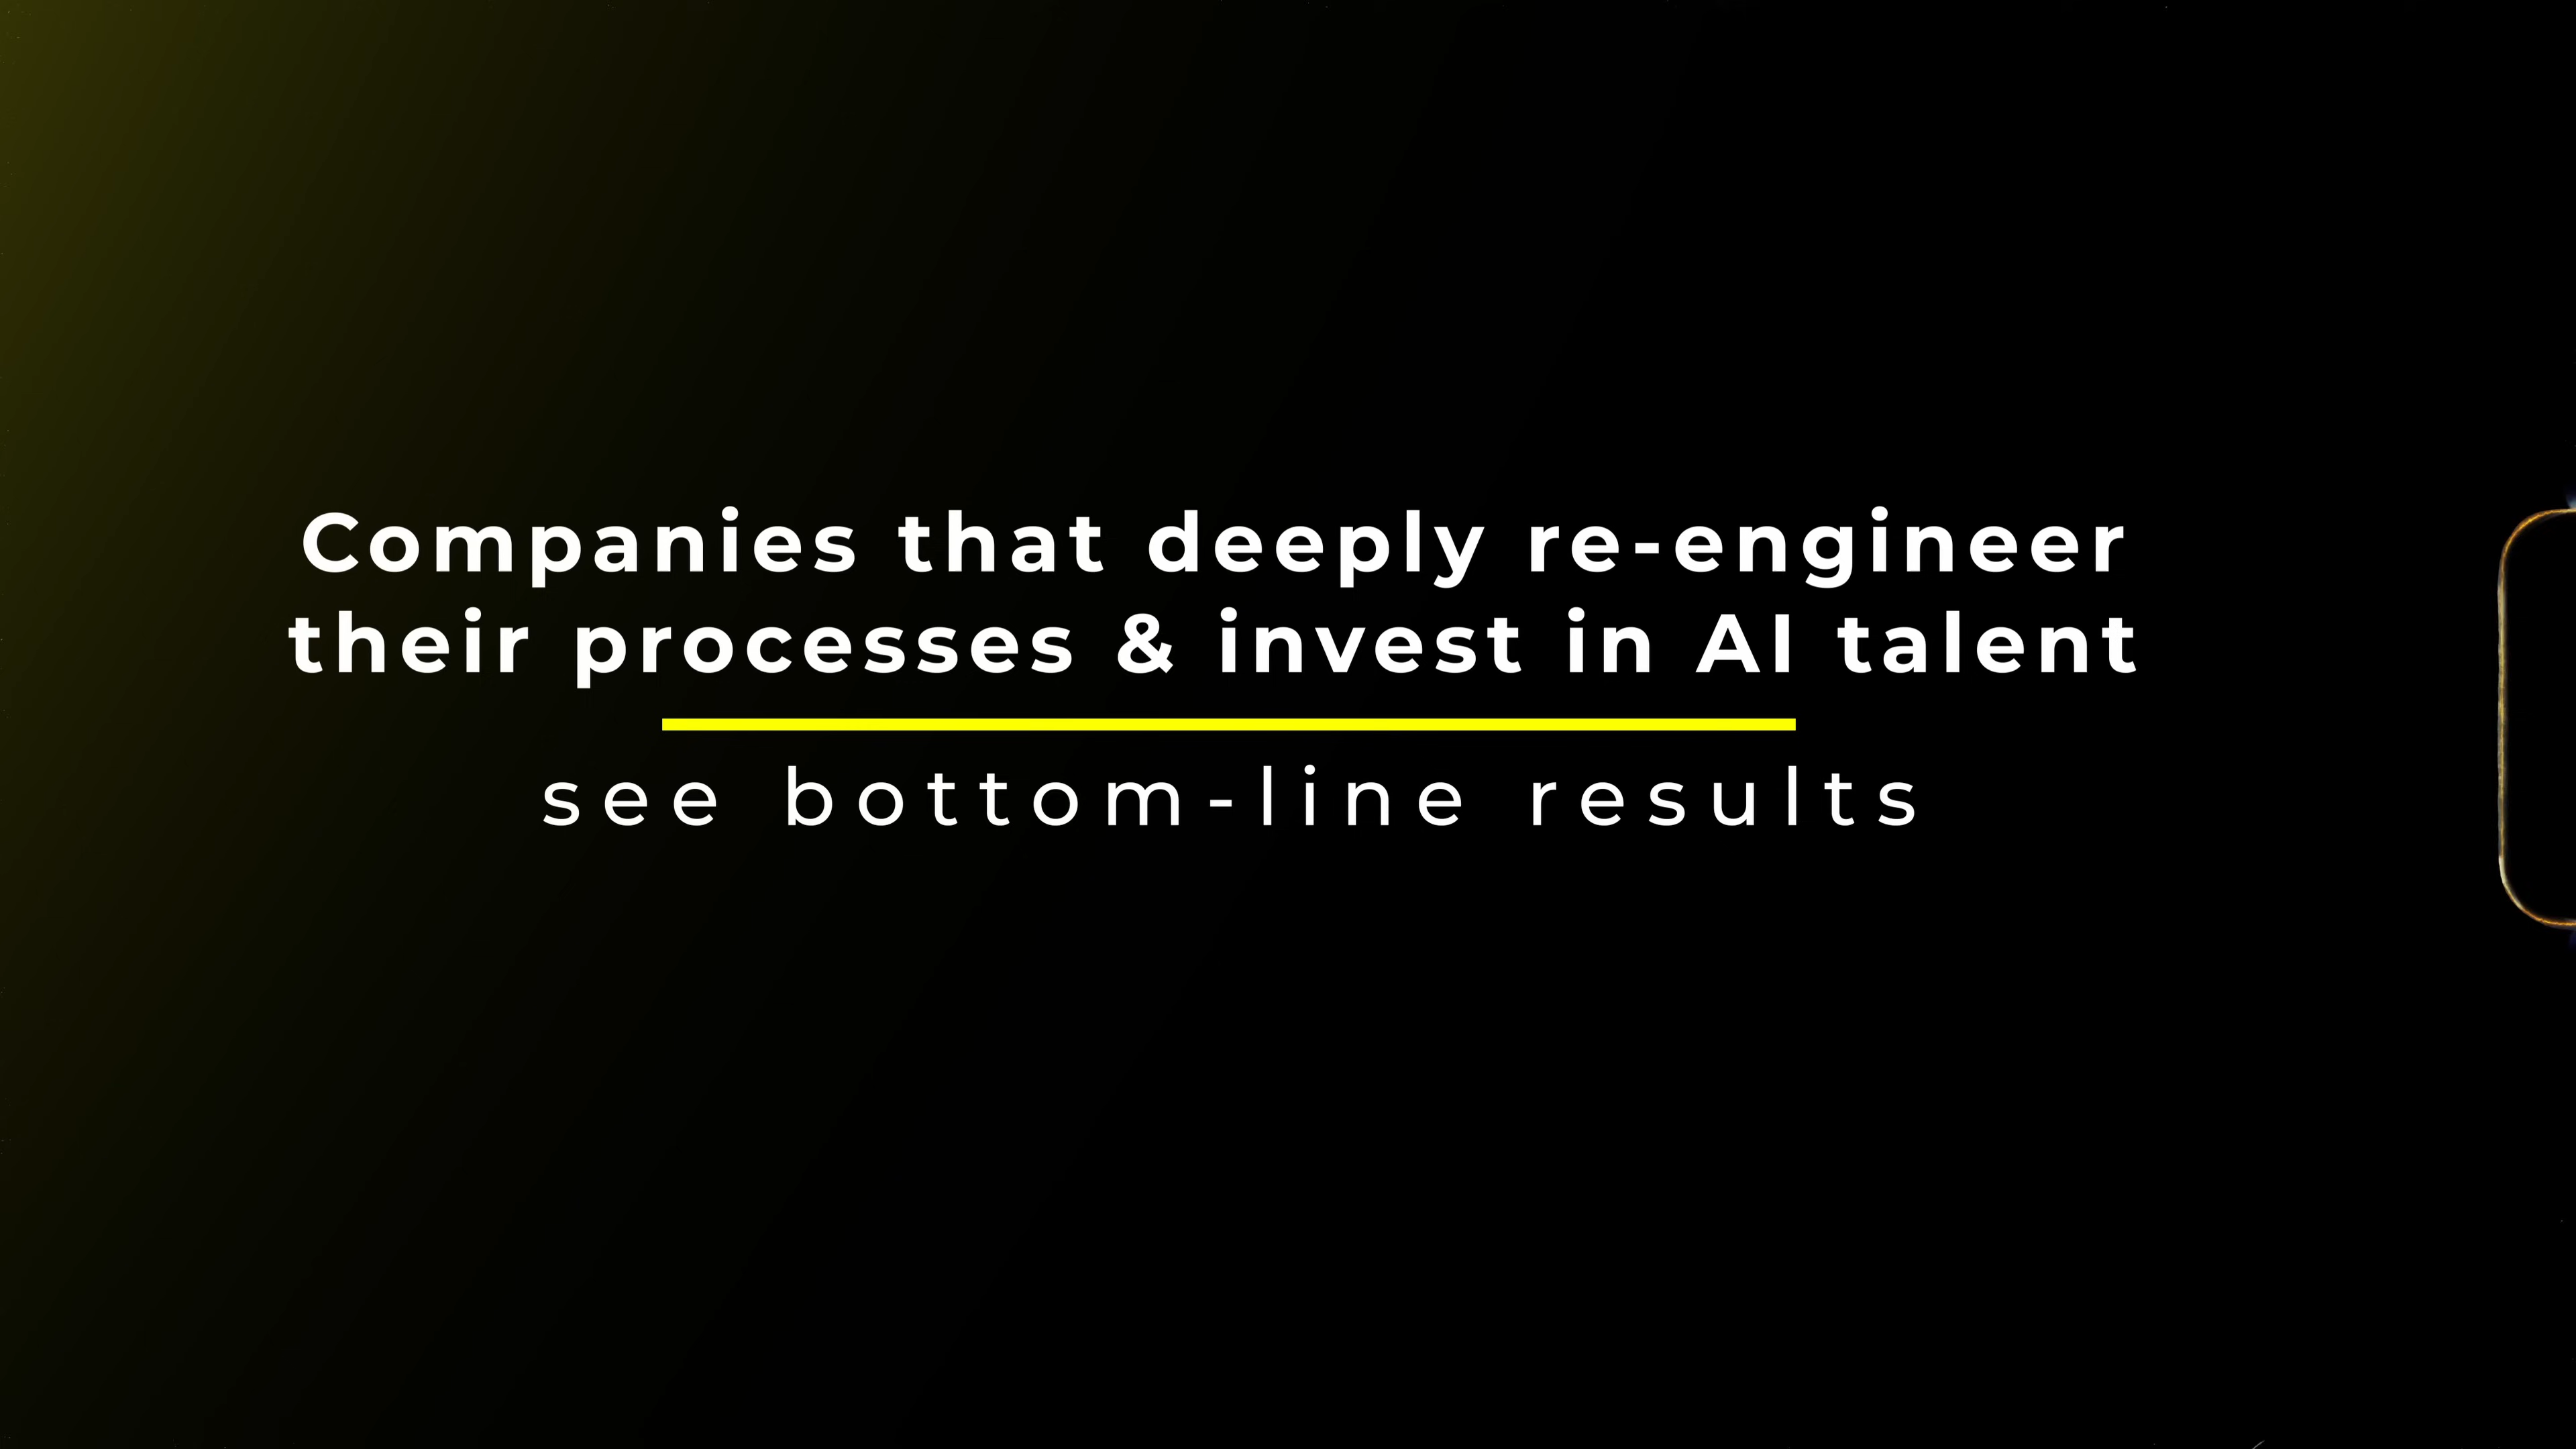 Companies that deeply re-engineer
their processes & invest in AI talent
see bottom-line results